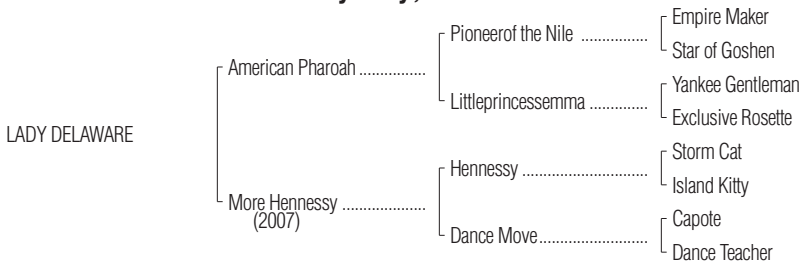 Empire Maker
Pioneerof the Nile ................
Star of Goshen
American Pharoah ................
Yankee Gentleman
Littleprincessemma ..............
Exclusive Rosette
LADY DELAWARE
Storm Cat
Hennessy ..............................
Island Kitty
More Hennessy ....................
(2007)
Capote
Dance Move..........................
Dance Teacher